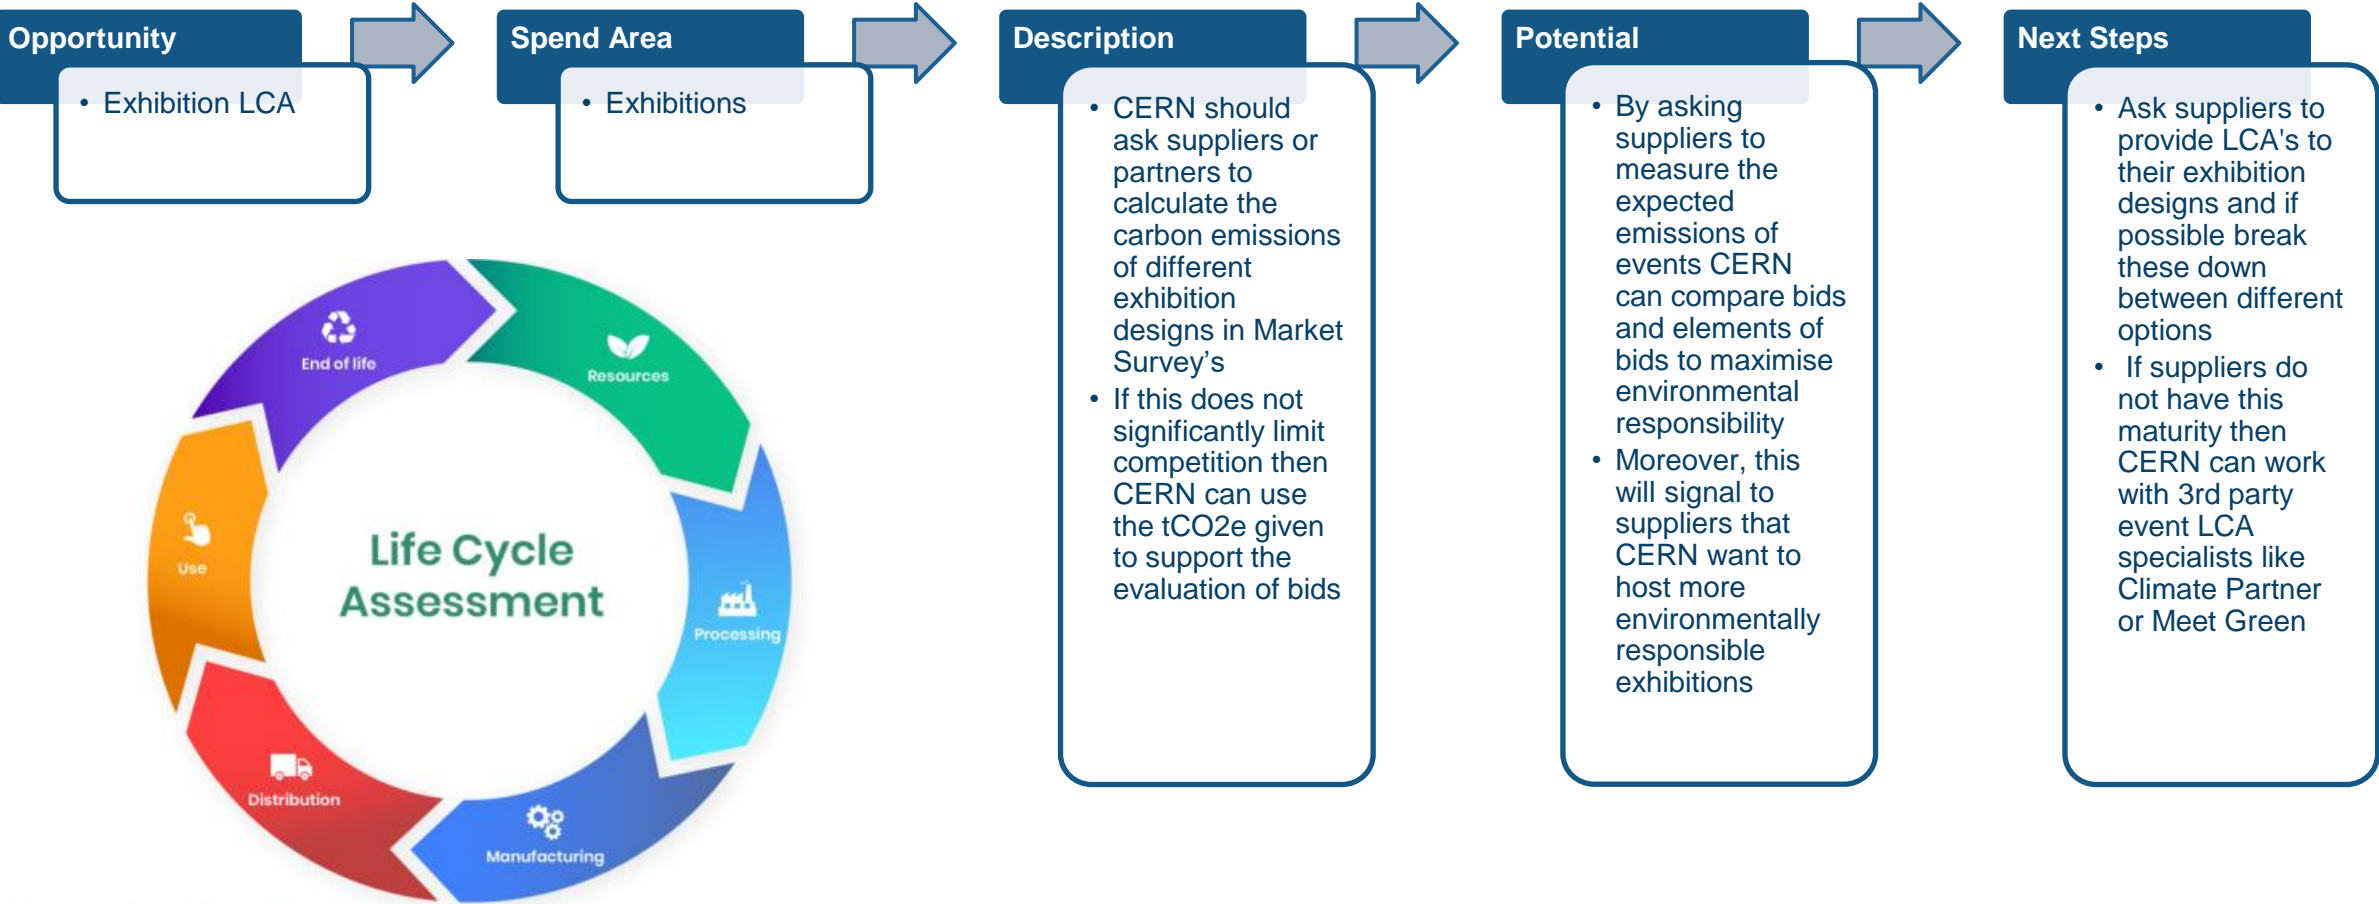 Opportunity
• Exhibition LCA
Spend Area
• Exhibitions
Description
• CERN should
ask suppliers or
partners to
calculate the
carbon emissions
of different
exhibition
designs in Market
Survey’s
• If this does not
significantly limit
competition then
CERN can use
the tCO2e given
to support the
evaluation of bids
Potential
• By asking
suppliers to
measure the
expected
emissions of
events CERN
can compare bids
and elements of
bids to maximise
environmental
responsibility
• Moreover, this
will signal to
suppliers that
CERN want to
host more
environmentally
responsible
exhibitions
Next Steps
• Ask suppliers to
provide LCA's to
their exhibition
designs and if
possible break
these down
between different
options
• If suppliers do
not have this
maturity then
CERN can work
with 3rd party
event LCA
specialists like
Climate Partner
or Meet Green
Life Cycle
Assessment
Resources
Processing
Manufacturing
Distribution
Use
End of life